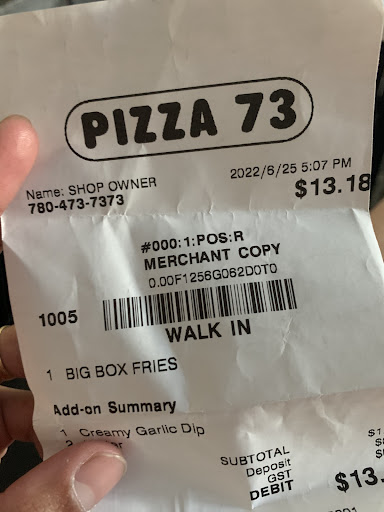 PIZZA 73
2022/6/25 5:07 PM
Name: SHOP OWNER
$13.18
780-473-7373
#000:1:POS:R
MERCHANT COPY
0.00F1256G062D0T0
1005
WALK IN
1 BIG BOX FRIES
Add-on Summary
1 Creamy Garlic Dip
2
SUBTOTAL
Deposit
GST
DEBIT $13.